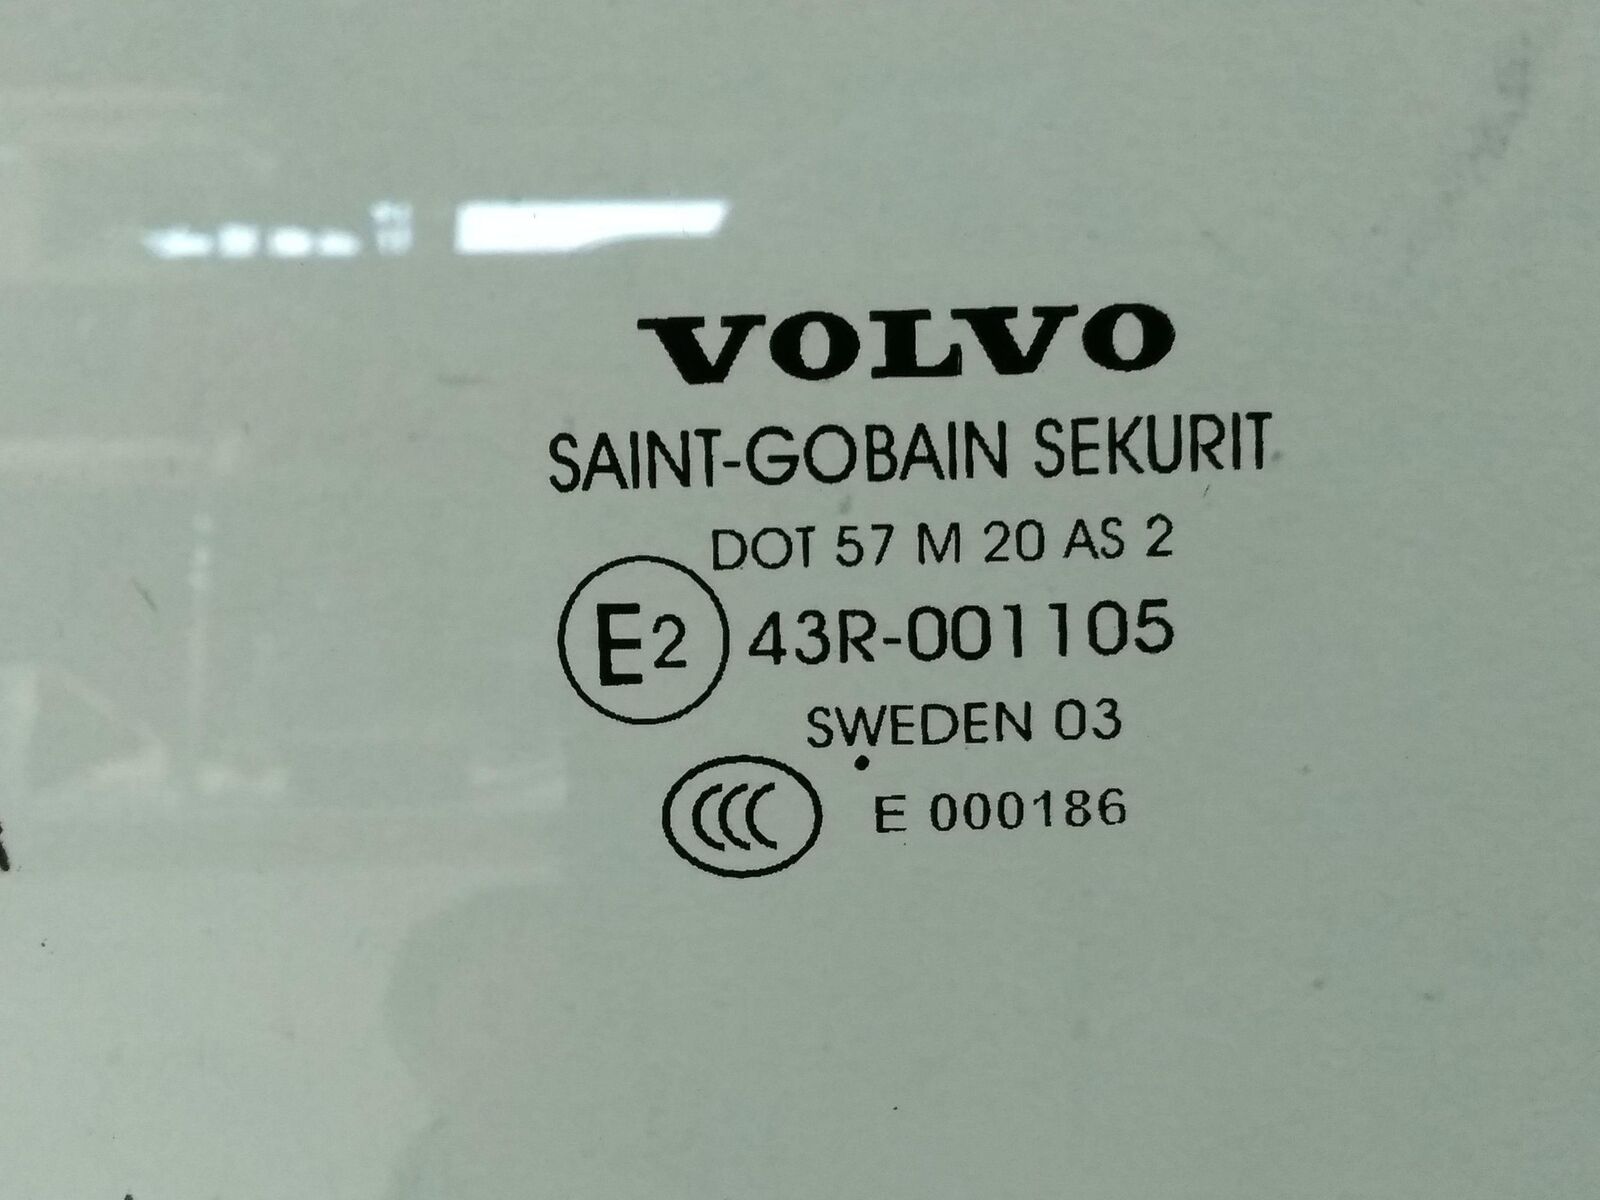 VOLVO
SAINT-GOBAIN SEKURIT
DOT 57 M 20 AS 2
E2 43R-001105
SWEDEN 03
CCC E 000186